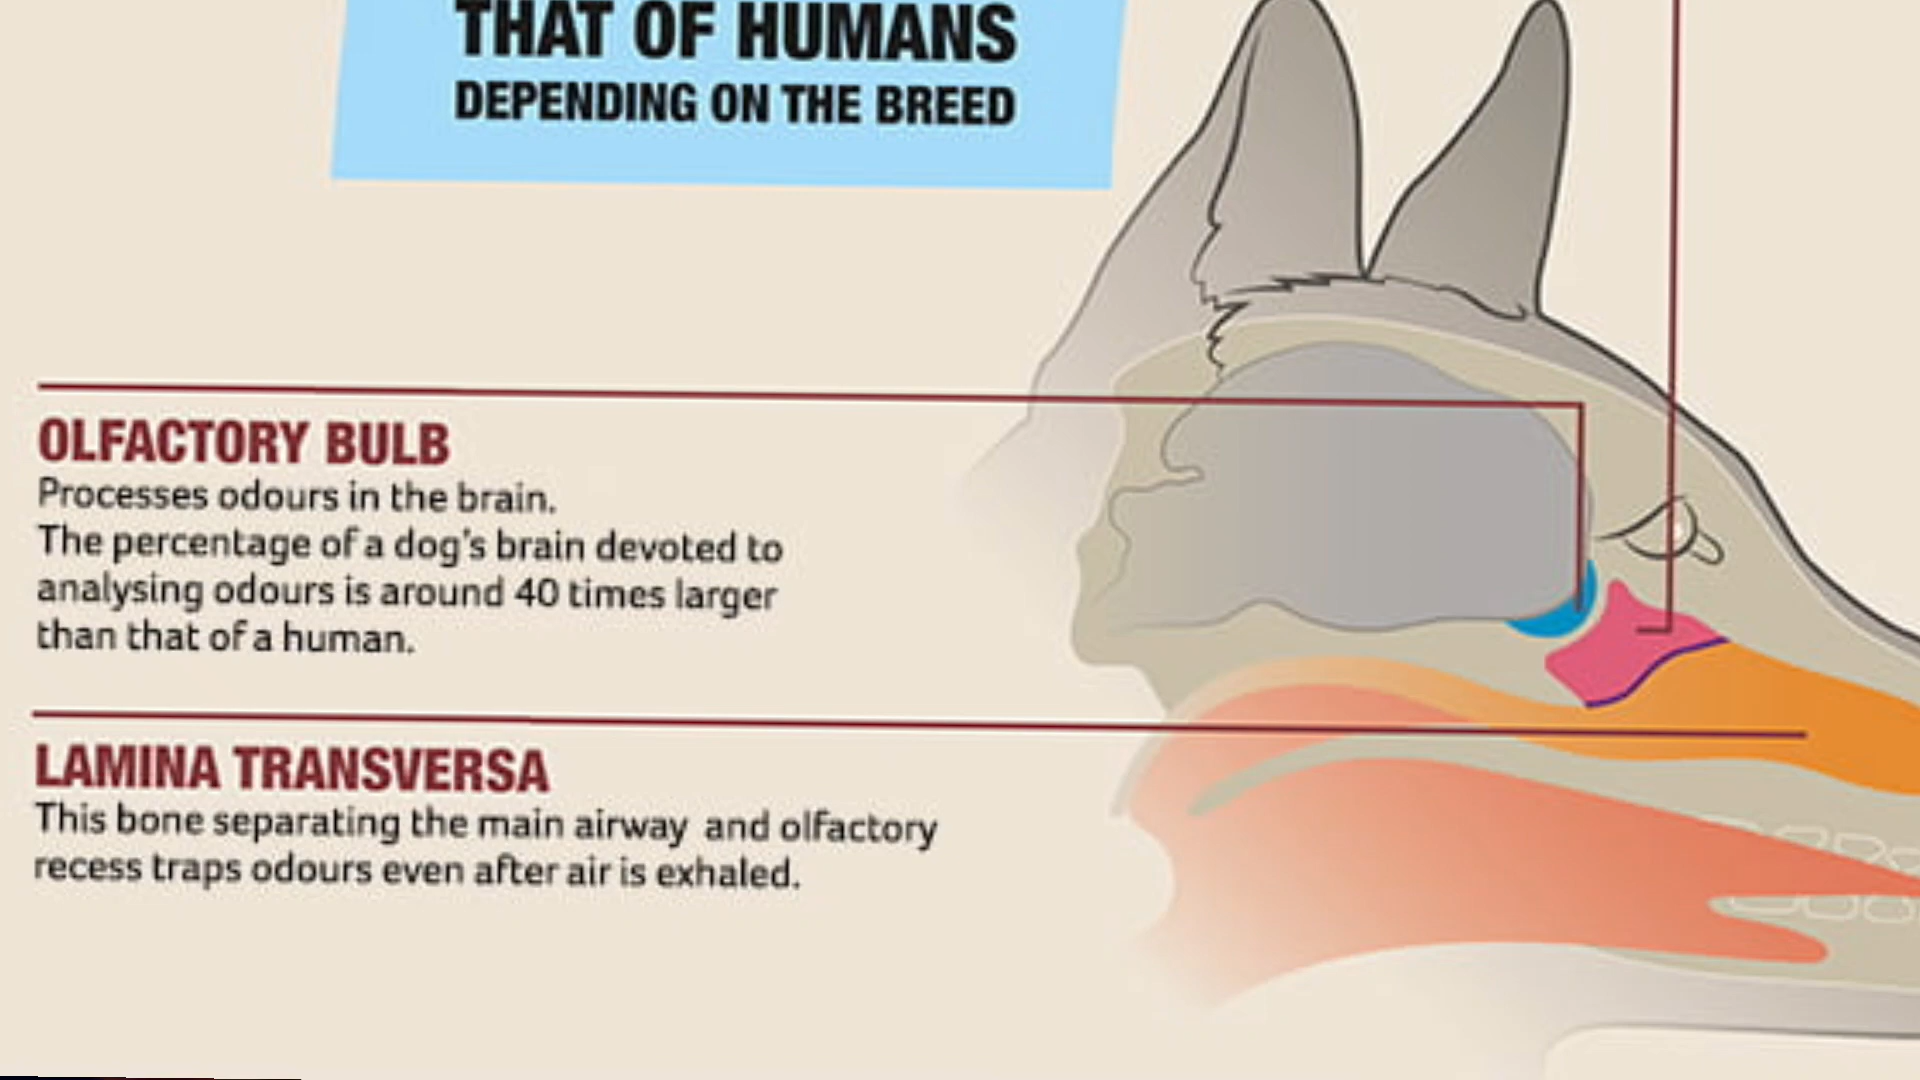 THAT OF HUMANS
DEPENDING ON THE BREED
OLFACTORY BULB
Processes odours in the brain.
The percentage of a dog's brain devoted to
analysing odours is around 40 times larger
than that of a human.
LAMINA TRANSVERSA
This bone separating the main airway and olfactory
recess traps odours even after air is exhaled.